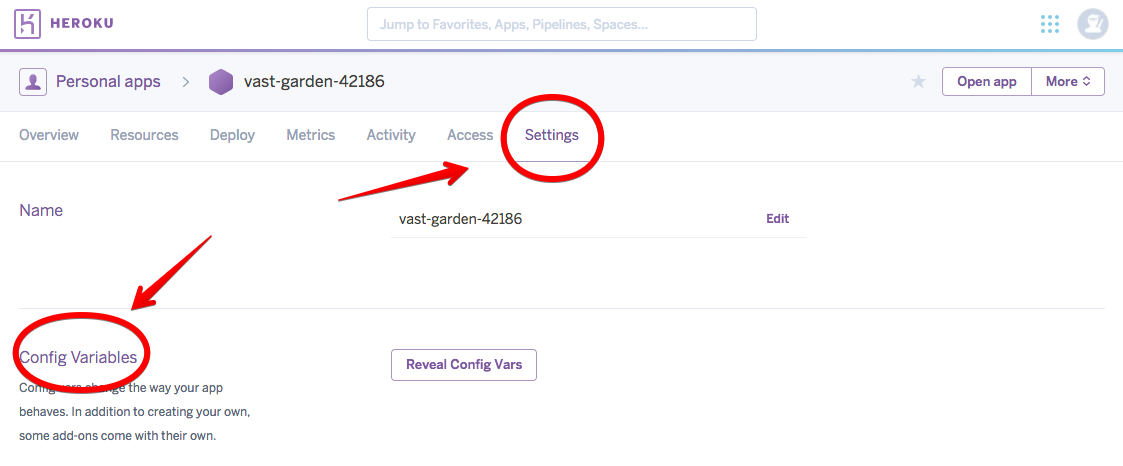 HEROKU
Jump to Favorites, Apps, Pipelines, Spaces...
Personal apps > vast-garden-42186
Open app
More
Overview
Resources
Deploy
Metrics
Activity
Access
Settings
Name
vast-garden-42186
Edit
Config Variables
Reveal Config Vars
Config vars change the way your app
behaves. In addition to creating your own,
some add-ons come with their own.